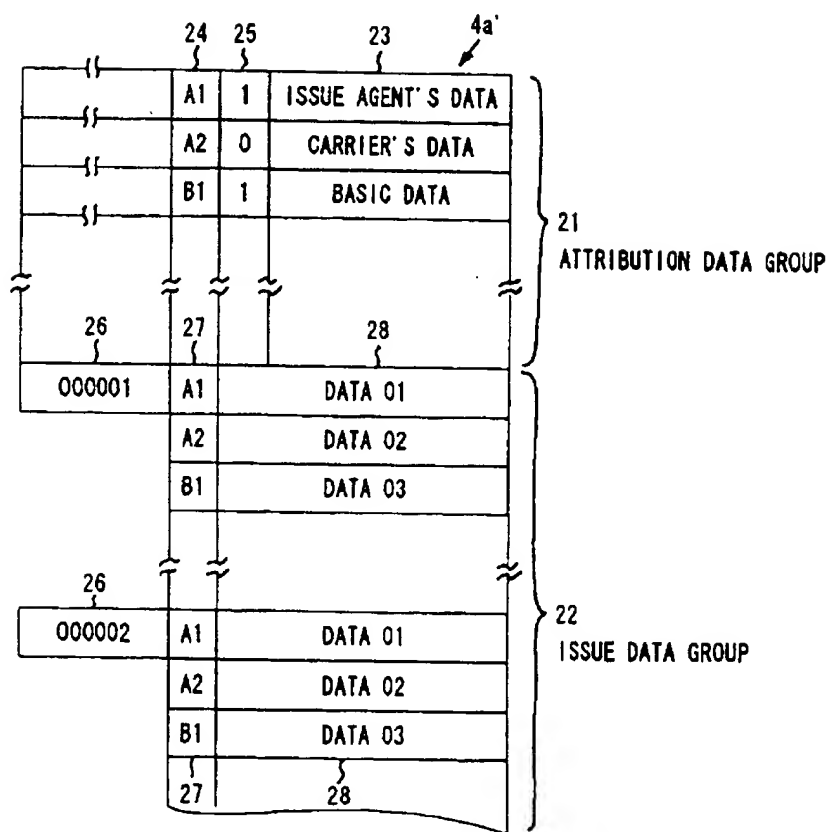 24 25 23 4a'
A1 1 ISSUE AGENT'S DATA
A2 0 CARRIER'S DATA
B1 1 BASIC DATA
21
ATTRIBUTION DATA GROUP
26 27 28
000001 A1 DATA 01
A2 DATA 02
B1 DATA 03
26
000002 A1 DATA 01
22
ISSUE DATA GROUP
A2 DATA 02
B1 DATA 03
27 28